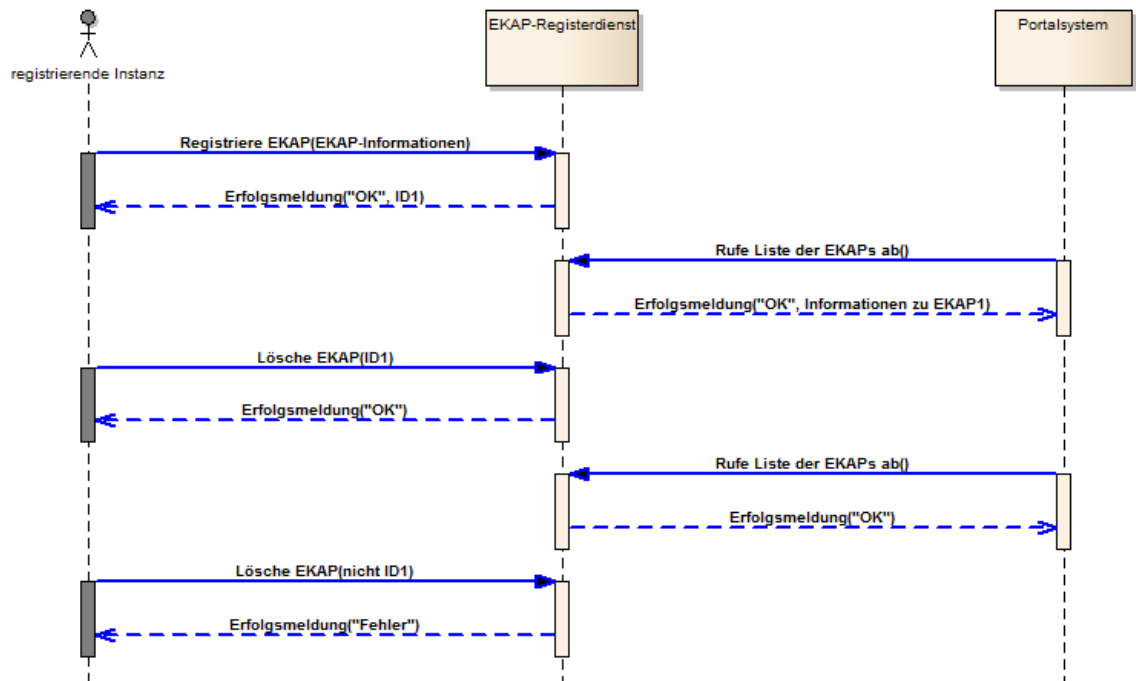 EKAP-Registerdienst
Portalsystem
registrierende Instanz
Registriere EKAP(EKAP-Informationen)
Erfolgsmeldung("OK", ID1)
Rufe Liste der EKAPs ab()
Erfolgsmeldung("OK", Informationen zu EKAP1)
Lösche EKAP(ID1)
Erfolgsmeldung("OK")
Rufe Liste der EKAPs ab()
Erfolgsmeldung("OK")
Lösche EKAP(nicht ID1)
Erfolgsmeldung("Fehler")